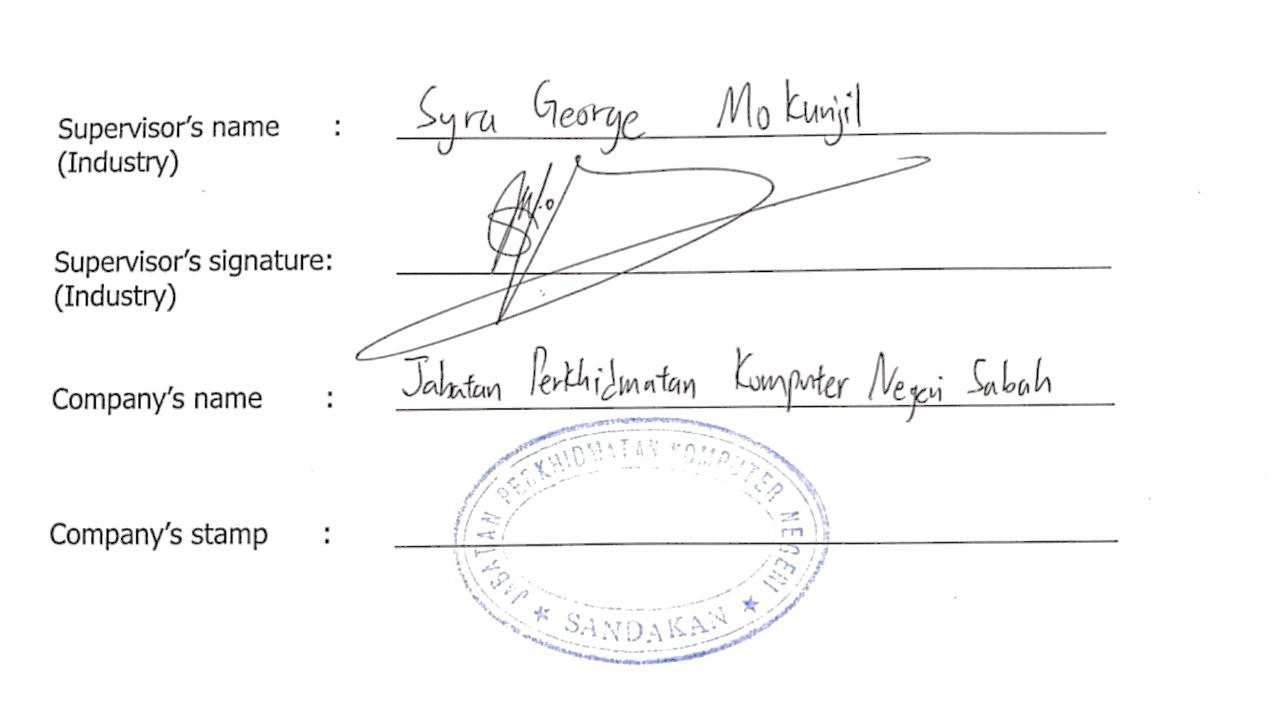 Supervisor's name : Syra George Mokunjil
(Industry)
Supervisor's signature:
(Industry)
Company's name : Jabatan Perkhidmatan Komputer Negeri Sabah
Company's stamp :
JABATAN PERKHIDMATAN KOMPUTER NEGERI
★ SANDAKAN ★